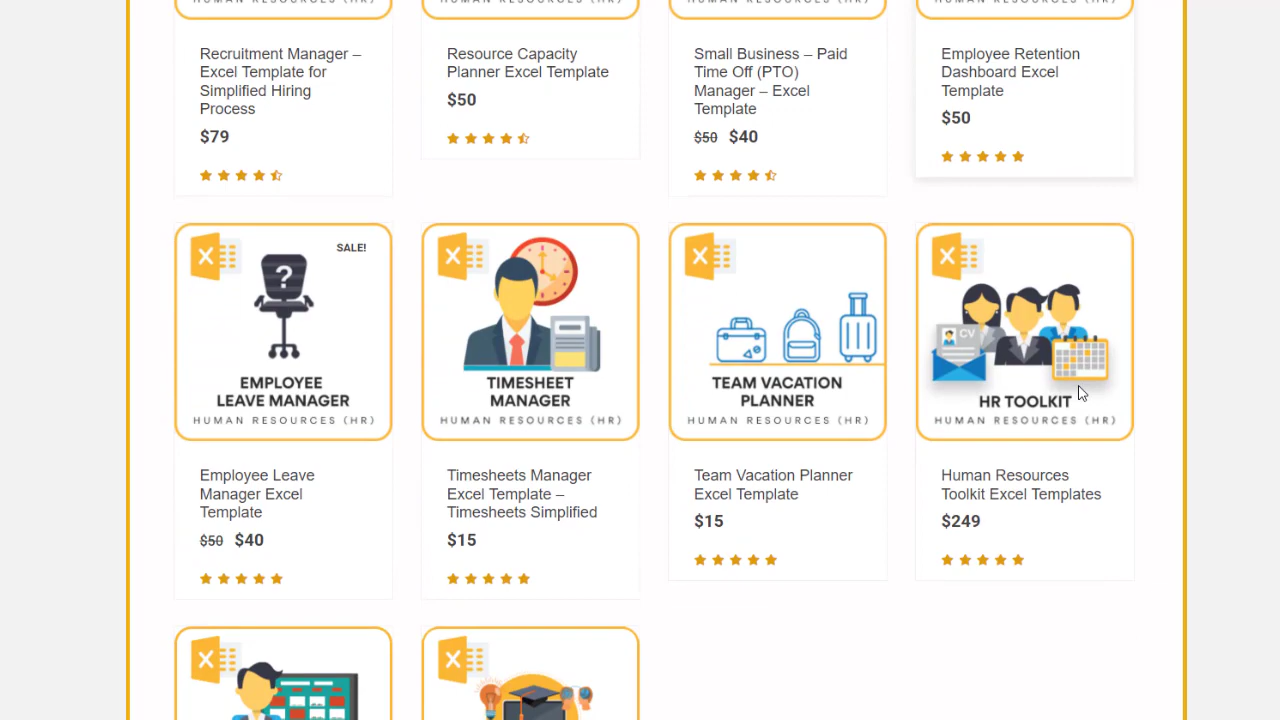 HUMAN RESOURCES (HR)
HUMAN RESOURCES (HR)
HUMAN RESOURCES (HR)
HUMAN RESOURCES (HR)
Recruitment Manager –
Excel Template for
Simplified Hiring
Process
$79
Resource Capacity
Planner Excel Template
$50
Small Business – Paid
Time Off (PTO)
Manager – Excel
Template
$50 $40
Employee Retention
Dashboard Excel
Template
$50
X
SALE!
?
EMPLOYEE
LEAVE MANAGER
HUMAN RESOURCES (HR)
Employee Leave
Manager Excel
Template
$50 $40
X
TIMESHEET
MANAGER
HUMAN RESOURCES (HR)
Timesheets Manager
Excel Template –
Timesheets Simplified
$15
X
TEAM VACATION
PLANNER
HUMAN RESOURCES (HR)
Team Vacation Planner
Excel Template
$15
X
CV
HR TOOLKIT
HUMAN RESOURCES (HR)
Human Resources
Toolkit Excel Templates
$249
X
X